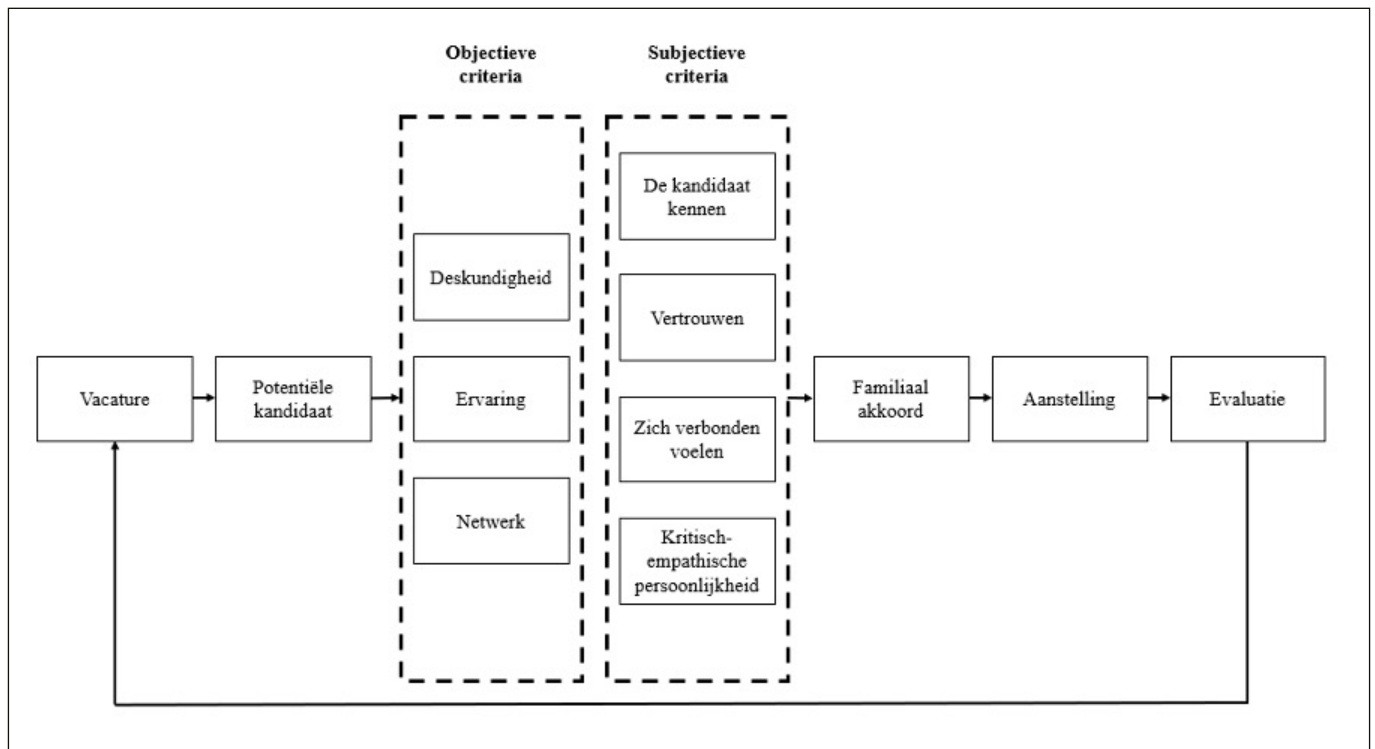 Objectieve
criteria
Subjectieve
criteria
De kandidaat
kennen
Deskundigheid
Vertrouwen
Vacature
Potentiële
kandidaat
Ervaring
Zich verbonden
voelen
Familiaal
akkoord
Aanstelling
Evaluatie
Netwerk
Kritisch-
empathische
persoonlijkheid